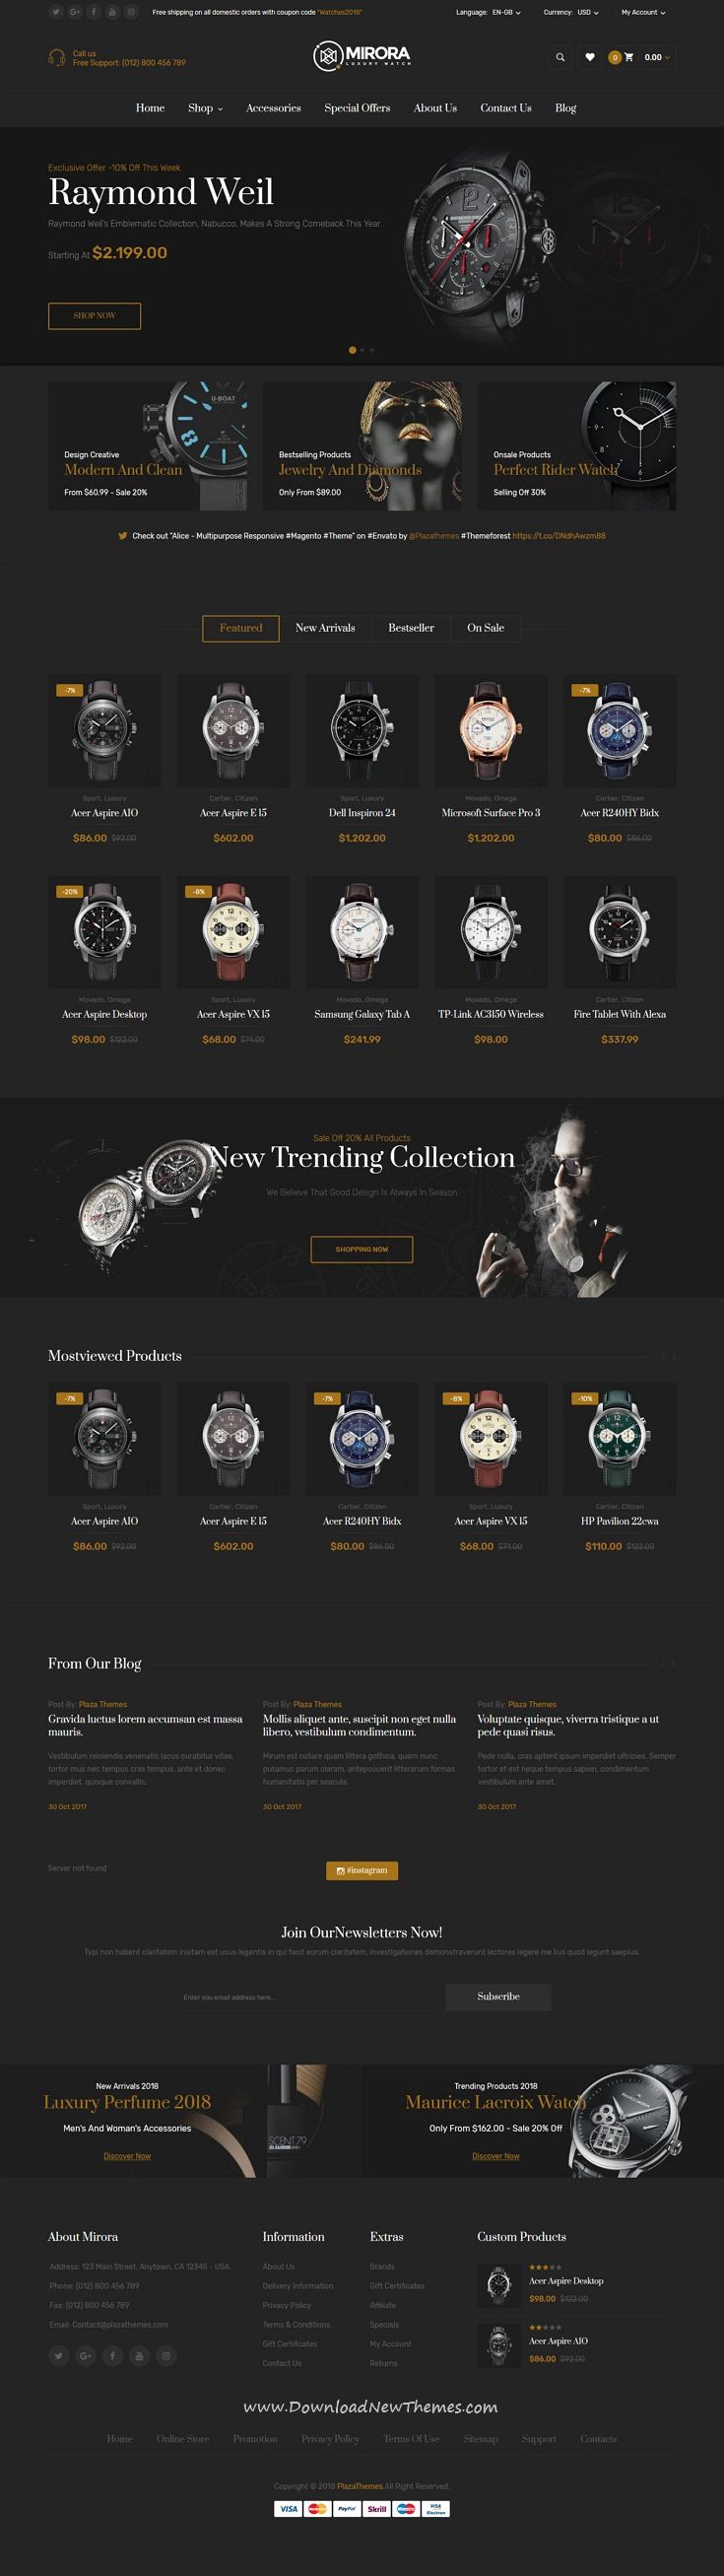 Free shipping on all domestic orders with coupon code "Watches2018"
Language: EN-GB
Currency: USD
My Account
Call us
Free Support: (012) 800 456 789
MIRORA
LUXURY WATCH
0
0.00
Home Shop Accessories Special Offers About Us Contact Us Blog
Exclusive Offer -10% Off This Week
Raymond Weil
Raymond Weil's Emblematic Collection, Nabucco, Makes A Strong Comeback This Year.
Starting At $2.199.00
SHOP NOW
U-BOAT
Design Creative
Modern And Clean
From $60.99 - Sale 20%
Bestselling Products
Jewelry And Diamonds
Only From $89.00
Onsale Products
Perfect Rider Watch
Selling Off 30%
Check out "Alice - Multipurpose Responsive #Magento #Theme" on #Envato by @Plazathemes #Themeforest https://t.co/DNdhAwzm88
Featured New Arrivals Bestseller On Sale
-7%
Sport, Luxury
Acer Aspire A10
$86.00 $92.00
Cartier, Citizen
Acer Aspire E 15
$602.00
Sport, Luxury
Dell Inspiron 24
$1,202.00
Movado, Omega
Microsoft Surface Pro 3
$1,202.00
-7%
Cartier, Citizen
Acer R240HY Bidx
$80.00 $86.00
-20%
Movado, Omega
Acer Aspire Desktop
$98.00 $122.00
-8%
Sport, Luxury
Acer Aspire VX 15
$68.00 $74.00
Movado, Omega
Samsung Galaxy Tab A
$241.99
Movado, Omega
TP-Link AC3150 Wireless
$98.00
Cartier, Citizen
Fire Tablet With Alexa
$337.99
Sale Off 20% All Products
New Trending Collection
We Believe That Good Design Is Always In Season
SHOPPING NOW
Mostviewed Products
-7%
Sport, Luxury
Acer Aspire A10
$86.00 $92.00
Cartier, Citizen
Acer Aspire E 15
$602.00
-7%
Cartier, Citizen
Acer R240HY Bidx
$80.00 $86.00
-8%
Sport, Luxury
Acer Aspire VX 15
$68.00 $74.00
-10%
Cartier, Citizen
HP Pavilion 22cwa
$110.00 $122.00
From Our Blog
Post By: Plaza Themes
Gravida luctus lorem accumsan est massa
mauris.
Vestibulum reiciendis venenatis lacus curabitur vitae,
tortor mus nec tempus cras tempus, ante et donec
imperdiet, quisque convallis.
30 Oct 2017
Post By: Plaza Themes
Mollis aliquet ante, suscipit non eget nulla
libero, vestibulum condimentum.
Mirum est notare quam littera gothica, quam nunc
putamus parum claram, anteposuerit litterarum formas
humanitatis per seacula.
30 Oct 2017
Post By: Plaza Themes
Voluptate quisque, viverra tristique a ut
pede quasi risus.
Pede nulla, cras aptent ipsum imperdiet ultricies. Semper
tortor et est neque tempus sapien, condimentum
vestibulum ante amet.
30 Oct 2017
Server not found
#instagram
Join OurNewsletters Now!
Typi non habent claritatem insitam est usus legentis in qui facit eorum claritatem, investigationes demonstraverunt lectores legere me lius quod legunt saepius.
Enter you email address here...
Subscribe
New Arrivals 2018
Luxury Perfume 2018
Men's And Woman's Accessories
Discover Now
SCENT 79
Trending Products 2018
Maurice Lacroix Watch
Only From $162.00 - Sale 20% Off
Discover Now
About Mirora
Address: 123 Main Street, Anytown, CA 12345 - USA.
Phone: (012) 800 456 789
Fax: (012) 800 456 789
Email: Contact@plazathemes.com
Information
About Us
Delivery Information
Privacy Policy
Terms & Conditions
Gift Certificates
Contact Us
Extras
Brands
Gift Certificates
Affiliate
Specials
My Account
Returns
Custom Products
Acer Aspire Desktop
$98.00 $122.00
Acer Aspire A10
$86.00 $92.00
www.DownloadNewThemes.com
Home Online Store Promotion Privacy Policy Terms Of Use Sitemap Support Contacts
Copyright © 2018 PlazaThemes.All Right Reserved.
VISA MasterCard PayPal Skrill Maestro VISA Electron